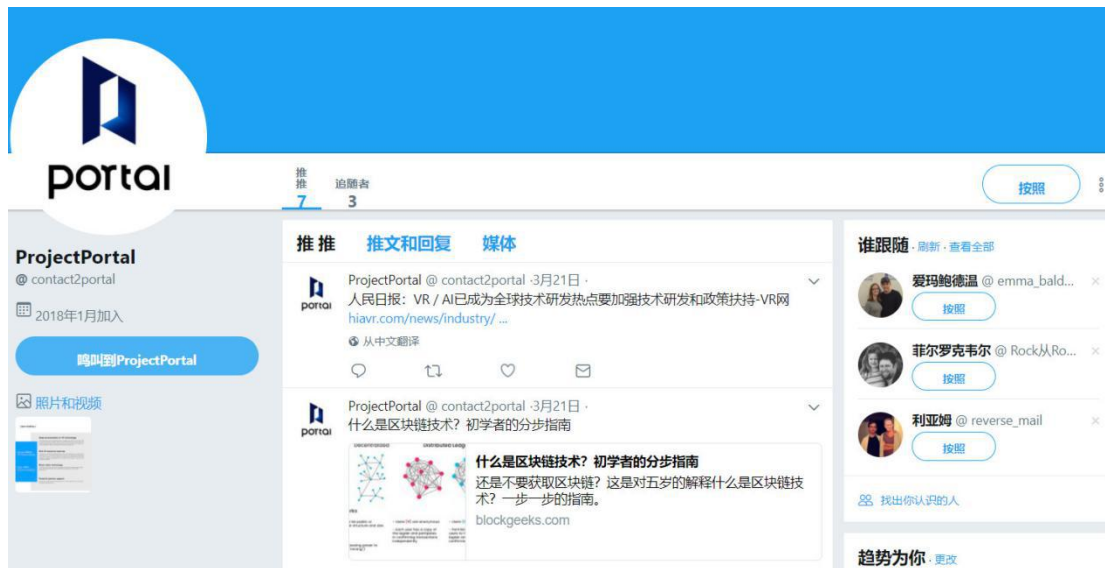 portal
推
推
7
追随者
3
按照
ProjectPortal
@ contact2portal
2018年1月加入
鸣叫到ProjectPortal
照片和视频
推 推 推文和回复 媒体
portal
ProjectPortal @ contact2portal ·3月21日 ·
人民日报：VR / AI已成为全球技术研发热点要加强技术研发和政策扶持-VR网
hiavr.com/news/industry/ ...
从中文翻译
portal
ProjectPortal @ contact2portal ·3月21日 ·
什么是区块链技术？初学者的分步指南
什么是区块链技术？初学者的分步指南
还是不要获取区块链？这是对五岁的解释什么是区块链技
术？一步一步的指南。
blockgeeks.com
谁跟随 · 刷新 · 查看全部
爱玛鲍德温 @ emma_bald...
按照
菲尔罗克韦尔 @ Rock从Ro...
按照
利亚姆 @ reverse_mail
按照
找出你认识的人
趋势为你 · 更改